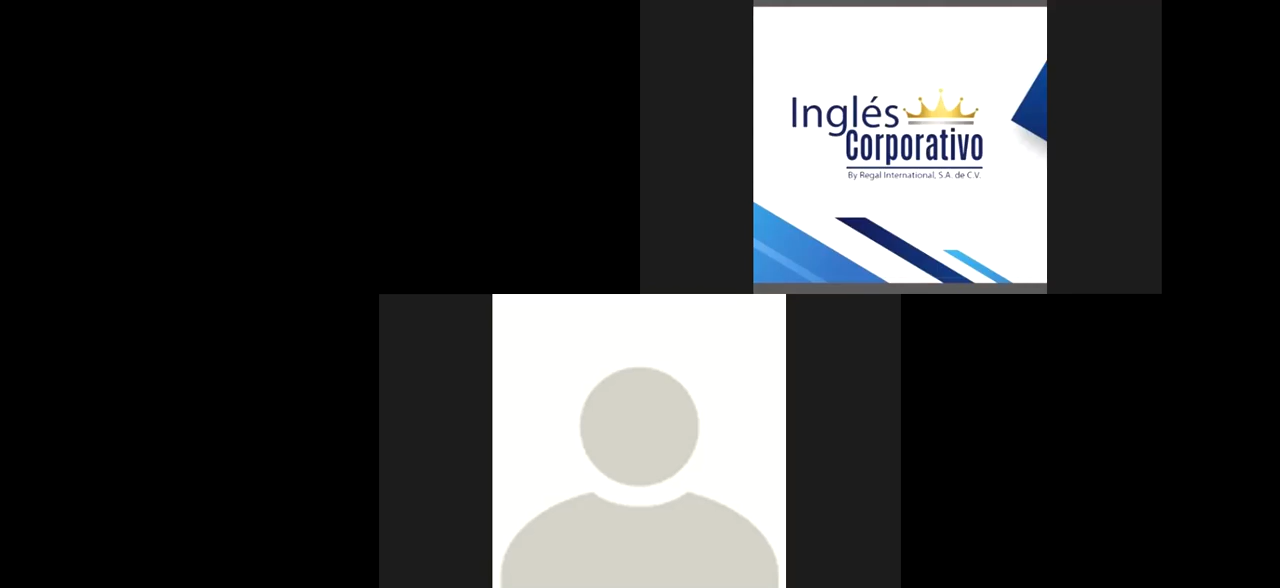 Inglés
Corporativo
By Regal International, S.A. de C.V.